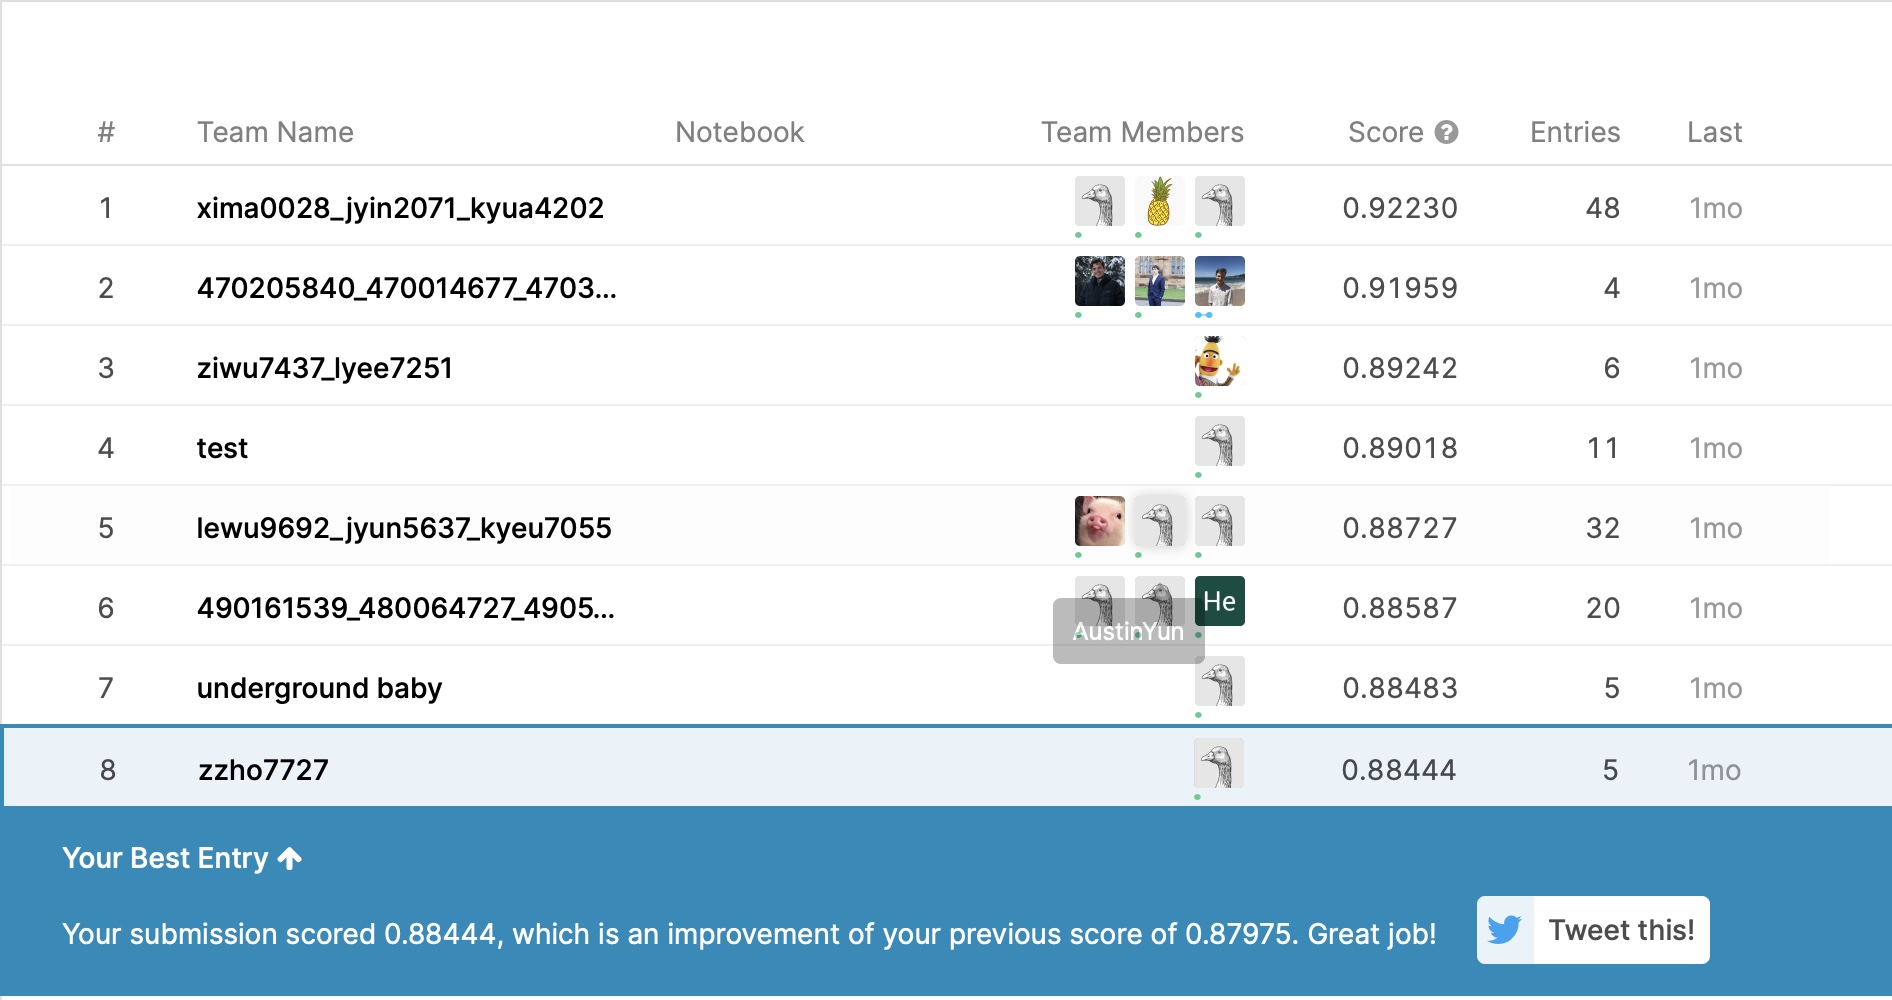 # Team Name Notebook Team Members Score ? Entries Last
1 xima0028_jyin2071_kyua4202 0.92230 48 1mo
2 470205840_470014677_4703... 0.91959 4 1mo
3 ziwu7437_lyee7251 0.89242 6 1mo
4 test 0.89018 11 1mo
5 lewu9692_jyun5637_kyeu7055 0.88727 32 1mo
6 490161539_480064727_4905... He 0.88587 20 1mo
AustinYun
7 underground baby 0.88483 5 1mo
8 zzho7727 0.88444 5 1mo
Your Best Entry ↑
Your submission scored 0.88444, which is an improvement of your previous score of 0.87975. Great job! Tweet this!